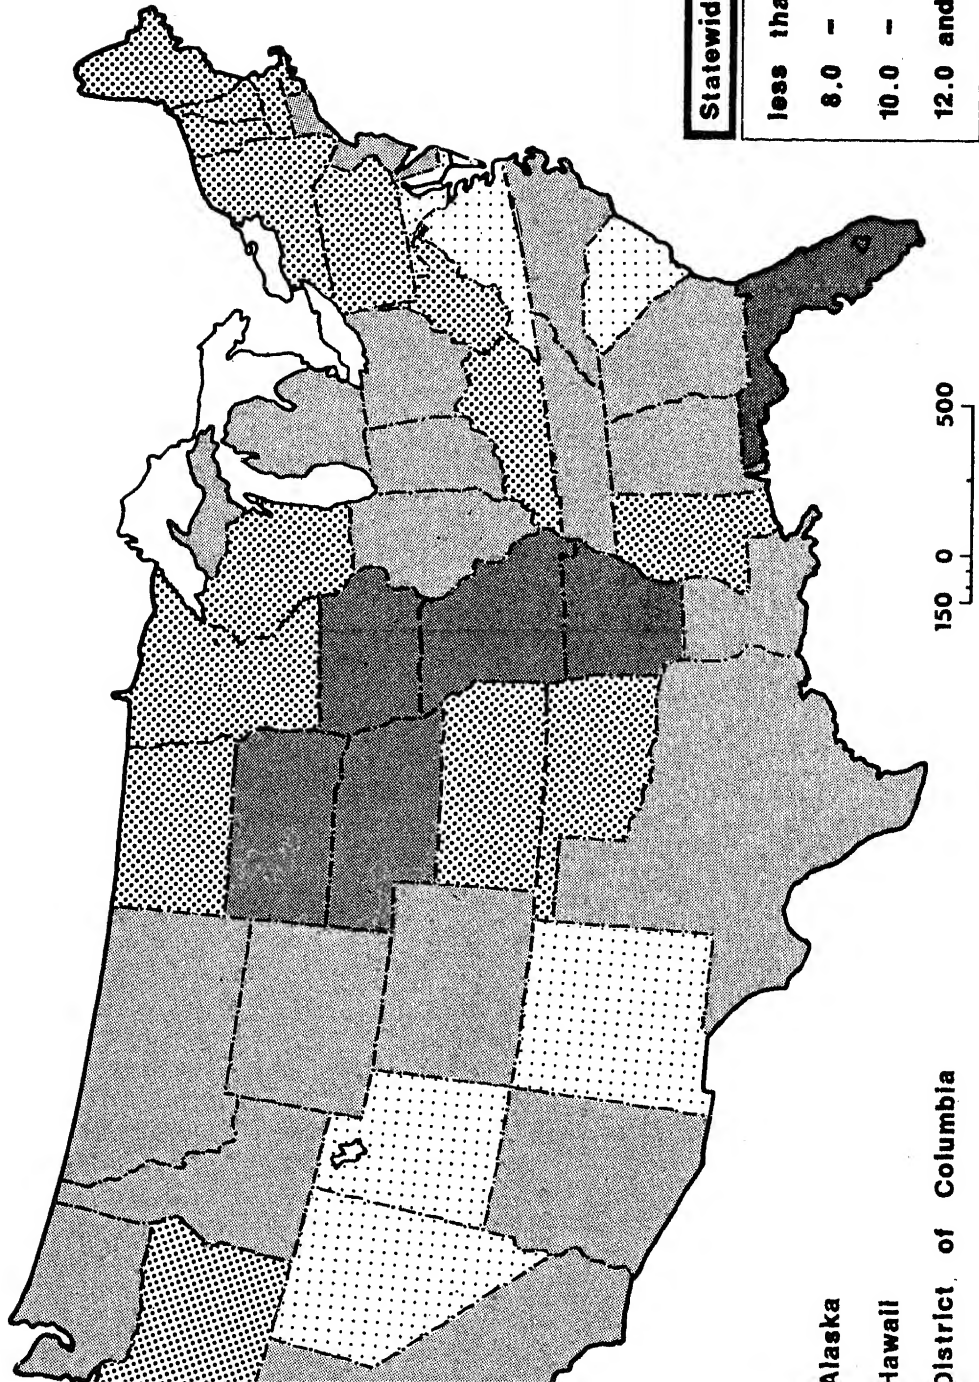 Statewid
less tha
8.0 -
10.0 -
12.0 and
150 0 500
Alaska
Hawaii
District of Columbia